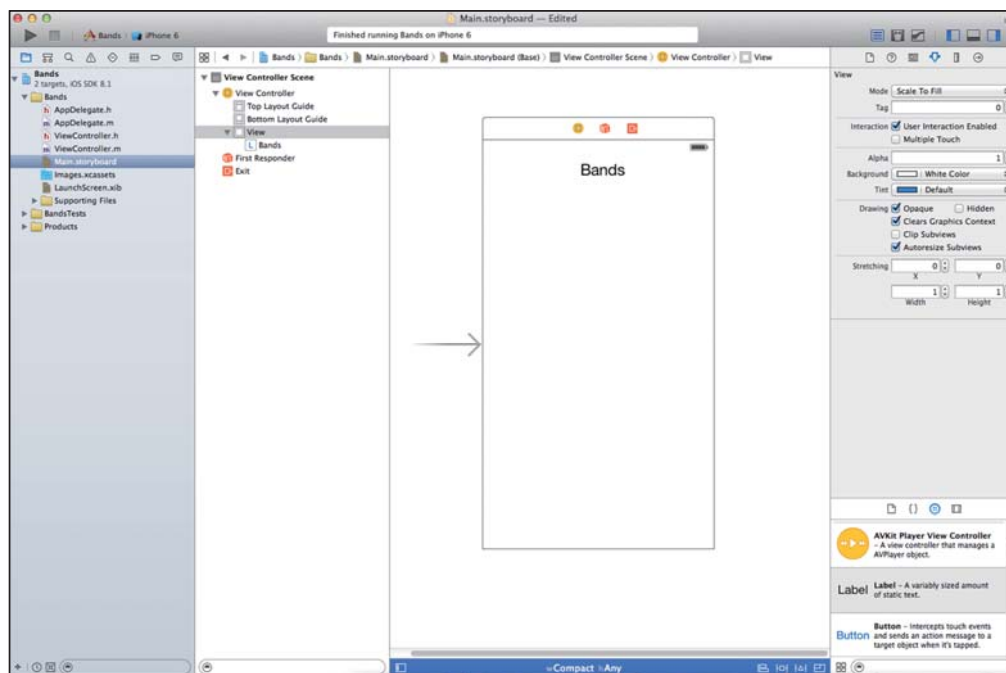 Main.storyboard — Edited
Bands iPhone 6
Finished running Bands on iPhone 6
Bands Bands Main.storyboard Main.storyboard (Base) View Controller Scene View Controller View
Bands
2 targets, iOS SDK 8.1
Bands
AppDelegate.h
AppDelegate.m
ViewController.h
ViewController.m
Main.storyboard
Images.xcassets
LaunchScreen.xib
Supporting Files
BandsTests
Products
View Controller Scene
View Controller
Top Layout Guide
Bottom Layout Guide
View
L Bands
First Responder
Exit
Bands
wCompact hAny
View
Mode Scale To Fill
Tag 0
Interaction User Interaction Enabled
Multiple Touch
Alpha 1
Background White Color
Tint Default
Drawing Opaque Hidden
Clears Graphics Context
Clip Subviews
Autoresize Subviews
Stretching 0 0
X Y
1 1
Width Height
AVKit Player View Controller
– A view controller that manages a
AVPlayer object.
Label Label – A variably sized amount
of static text.
Button Button – Intercepts touch events
and sends an action message to a
target object when it's tapped.